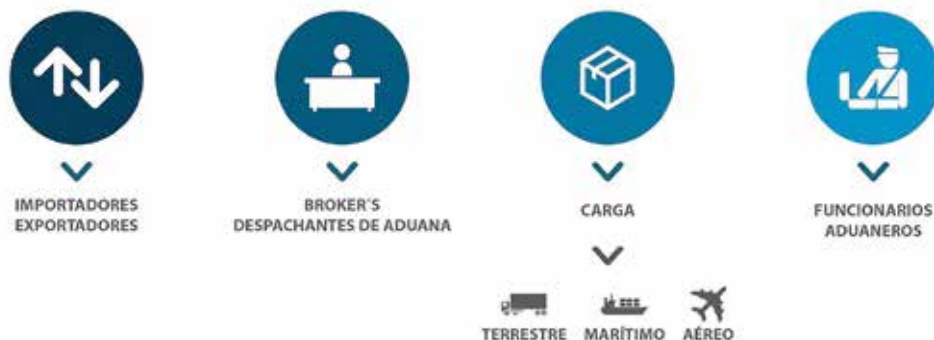 IMPORTADORES
EXPORTADORES
BROKER´S
DESPACHANTES DE ADUANA
CARGA
FUNCIONARIOS
ADUANEROS
TERRESTRE
MARÍTIMO
AÉREO